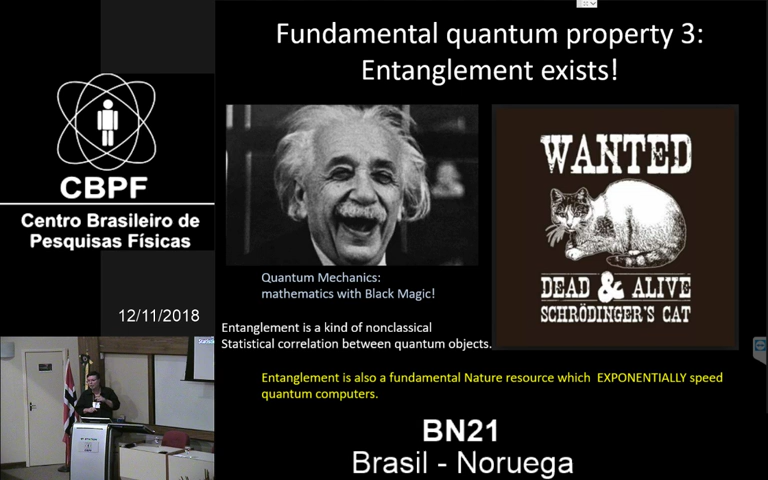 Fundamental quantum property 3:
Entanglement exists!
CBPF
Centro Brasileiro de
Pesquisas Físicas
12/11/2018
WANTED
DEAD & ALIVE
SCHRÖDINGER'S CAT
Quantum Mechanics:
mathematics with Black Magic!
Entanglement is a kind of nonclassical
Statistical correlation between quantum objects.
Entanglement is also a fundamental Nature resource which EXPONENTIALLY speed
quantum computers.
BN21
Brasil - Noruega